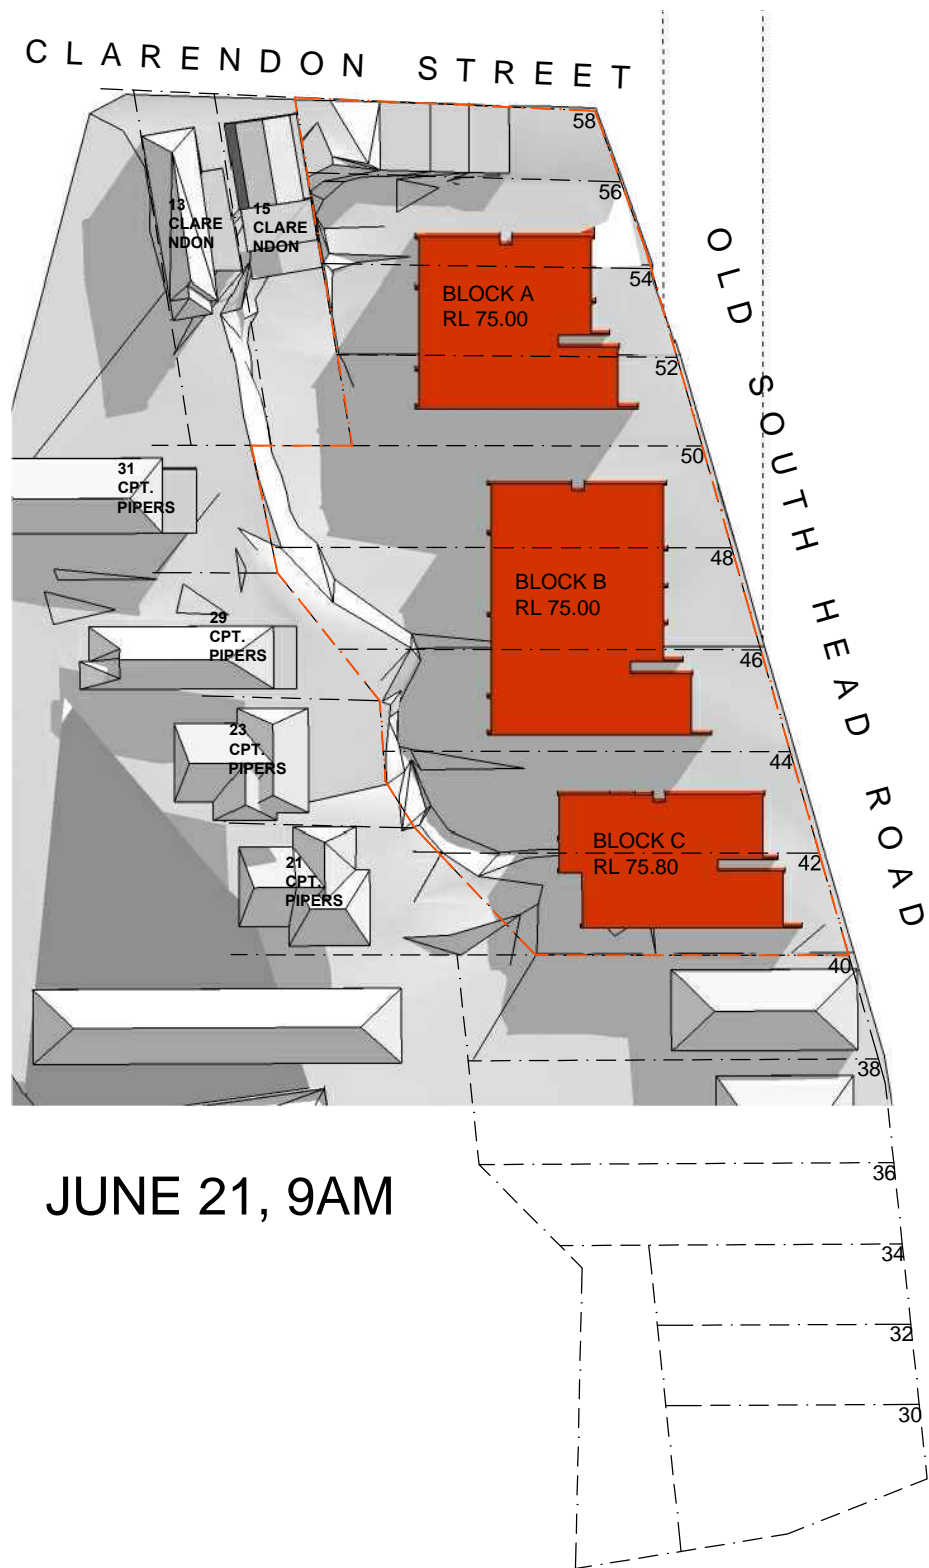 CLARENDON STREET
58
56
13
CLARE
NDON
15
CLARE
NDON
OLD SOUTH HEAD ROAD
54
BLOCK A
RL 75.00
52
50
31
CPT.
PIPERS
48
BLOCK B
RL 75.00
29
CPT.
PIPERS
46
23
CPT.
PIPERS
44
BLOCK C
RL 75.80
42
21
CPT.
PIPERS
40
38
JUNE 21, 9AM
36
34
32
30